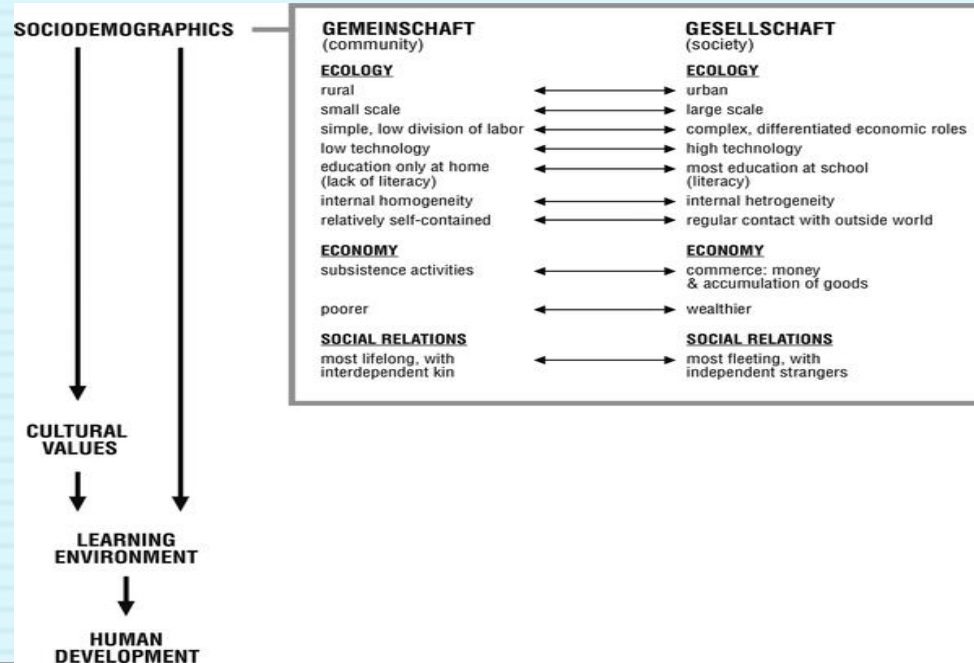 SOCIODEMOGRAPHICS
GEMEINSCHAFT
(community)
GESELLSCHAFT
(society)
ECOLOGY
ECOLOGY
rural
urban
small scale
large scale
simple, low division of labor
complex, differentiated economic roles
low technology
high technology
education only at home
(lack of literacy)
most education at school
(literacy)
internal homogeneity
internal hetrogeneity
relatively self-contained
regular contact with outside world
ECONOMY
ECONOMY
subsistence activities
commerce: money
& accumulation of goods
poorer
wealthier
SOCIAL RELATIONS
SOCIAL RELATIONS
most lifelong, with
interdependent kin
most fleeting, with
independent strangers
CULTURAL
VALUES
LEARNING
ENVIRONMENT
HUMAN
DEVELOPMENT